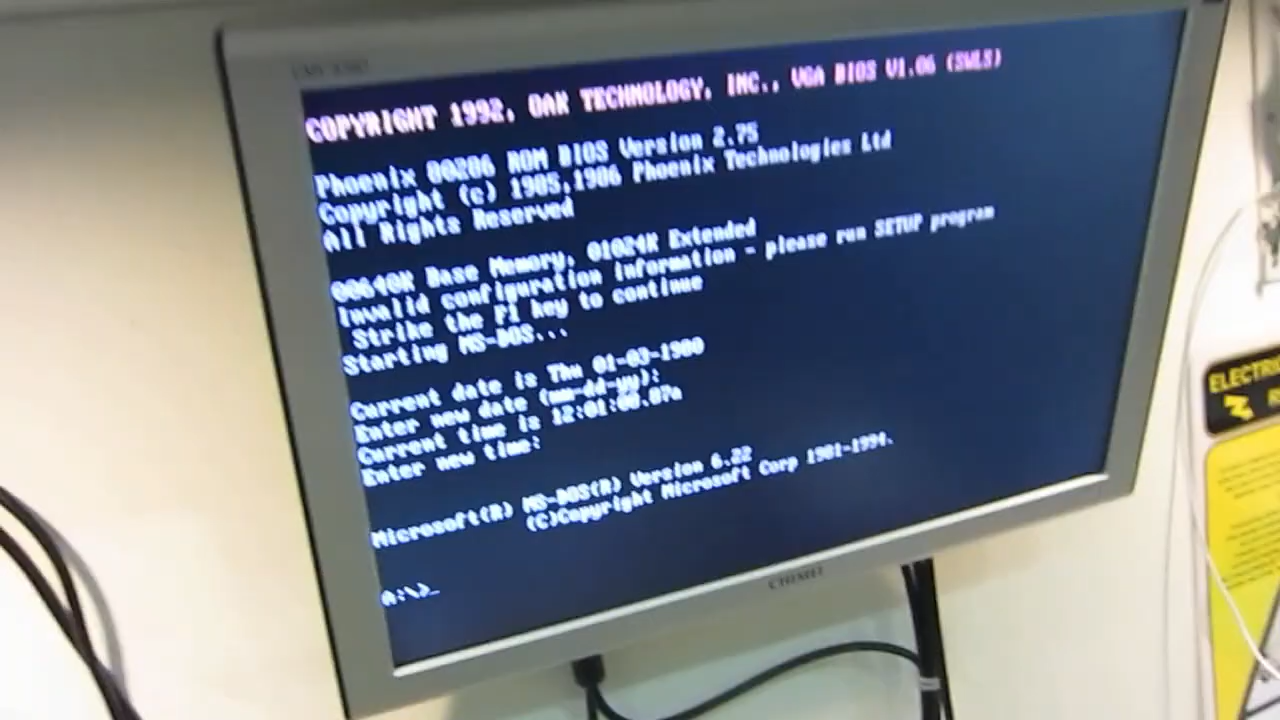 COPYRIGHT 1992, OAK TECHNOLOGY, INC., VGA BIOS V1.06 (SWLS)
Phoenix 80286 ROM BIOS Version 2.75
Copyright (c) 1985,1986 Phoenix Technologies Ltd
All Rights Reserved
00640K Base Memory, 01024K Extended
Invalid configuration information - please run SETUP program
Strike the F1 key to continue
Starting MS-DOS...
Current date is Thu 01-03-1980
Enter new date (mm-dd-yy):
Current time is 12:01:08.07a
Enter new time:
Microsoft(R) MS-DOS(R) Version 6.22
(C)Copyright Microsoft Corp 1981-1994.
A:\>_
CHIMEI